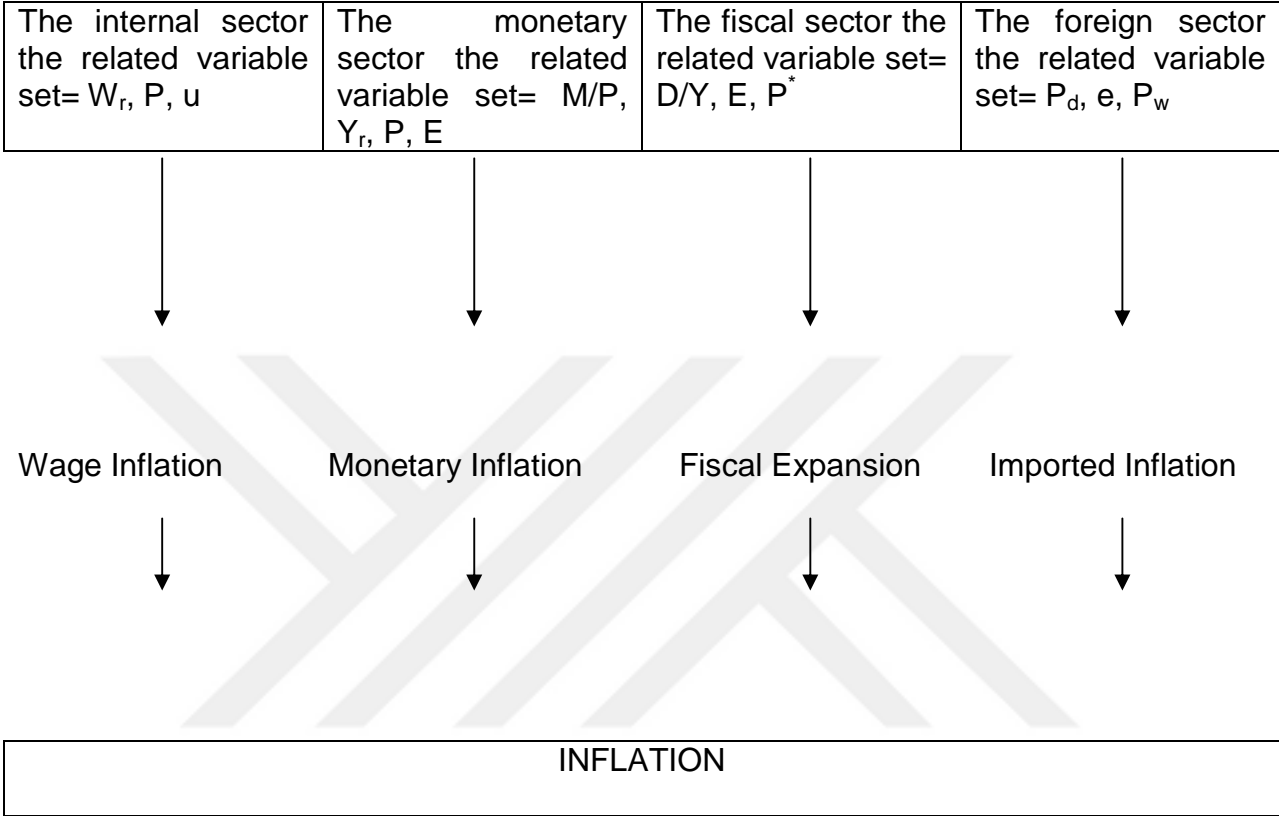 The internal sector
the related variable
set= Wr, P, u
The monetary
sector the related
variable set= M/P,
Yr, P, E
The fiscal sector the
related variable set=
D/Y, E, P*
The foreign sector
the related variable
set= Pd, e, Pw
Wage Inflation
Monetary Inflation
Fiscal Expansion
Imported Inflation
INFLATION